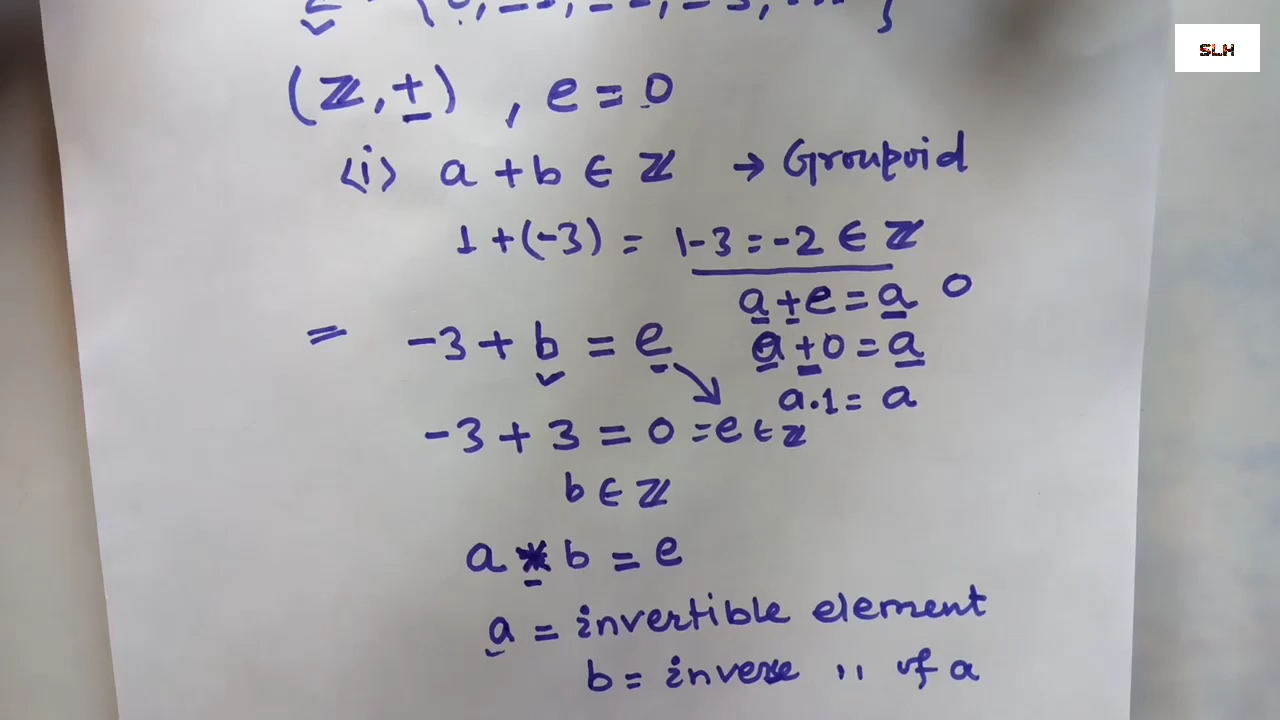 SLH
(ℤ, +) , e = 0
<i> a + b ∈ ℤ → Groupoid
1 + (-3) = 1-3 = -2 ∈ ℤ
a + e = a 0
= -3 + b = e
a + 0 = a
a . 1 = a
-3 + 3 = 0 = e ∈ ℤ
b ∈ ℤ
a * b = e
a = invertible element
b = inverse " of a